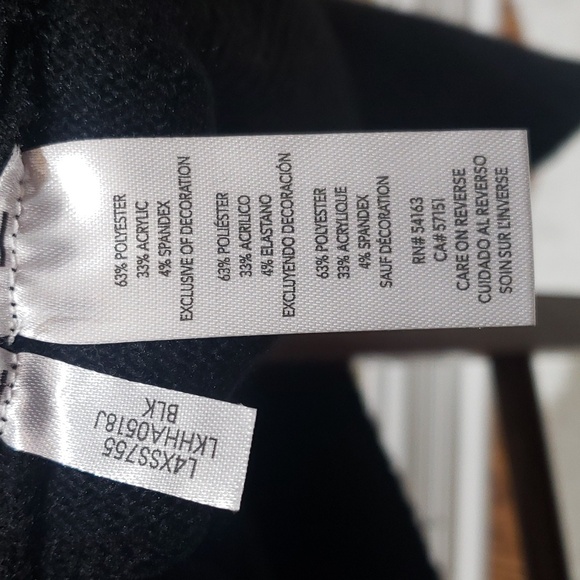 63% POLYESTER
33% ACRYLIC
4% SPANDEX
EXCLUSIVE OF DECORATION
63% POLIÉSTER
33% ACRILICO
4% ELASTANO
EXCLUYENDO DECORACIÓN
63% POLYESTER
33% ACRYLIQUE
4% SPANDEX
SAUF DÉCORATION
RN# 54163
CA# 57151
CARE ON REVERSE
CUIDADO AL REVERSO
SOIN SUR L'INVERSE
L4XSS755
LKHHA0518J
BLK